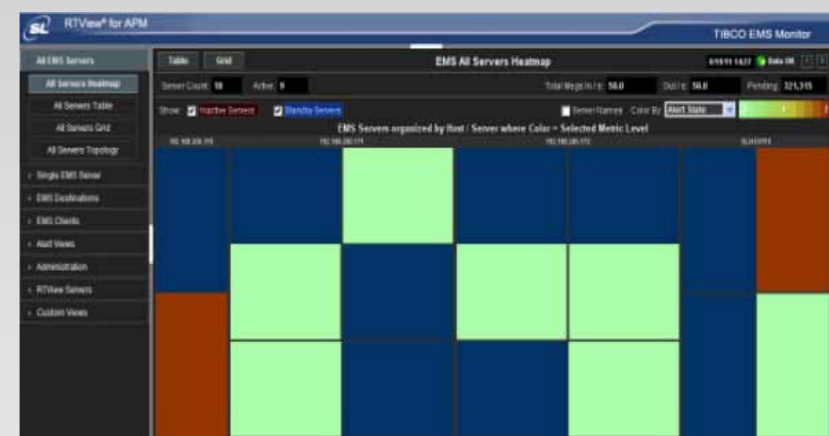 SL RTView® for APM
TIBCO EMS Monitor
All EMS Servers
All Servers Heatmap
All Servers Table
All Servers Grid
All Servers Topology
Single EMS Server
EMS Destinations
EMS Clients
Alert Views
Administration
RTView Servers
Custom Views
Table Grid EMS All Servers Heatmap Data OK
Server Count: 18 Active: 9 Total Msgs In / s: 50.0 Out / s: 50.0 Pending: 321,315
Show: Inactive Servers Standby Servers Server Names Color By: Alert State
EMS Servers organized by Host / Server where Color = Selected Metric Level